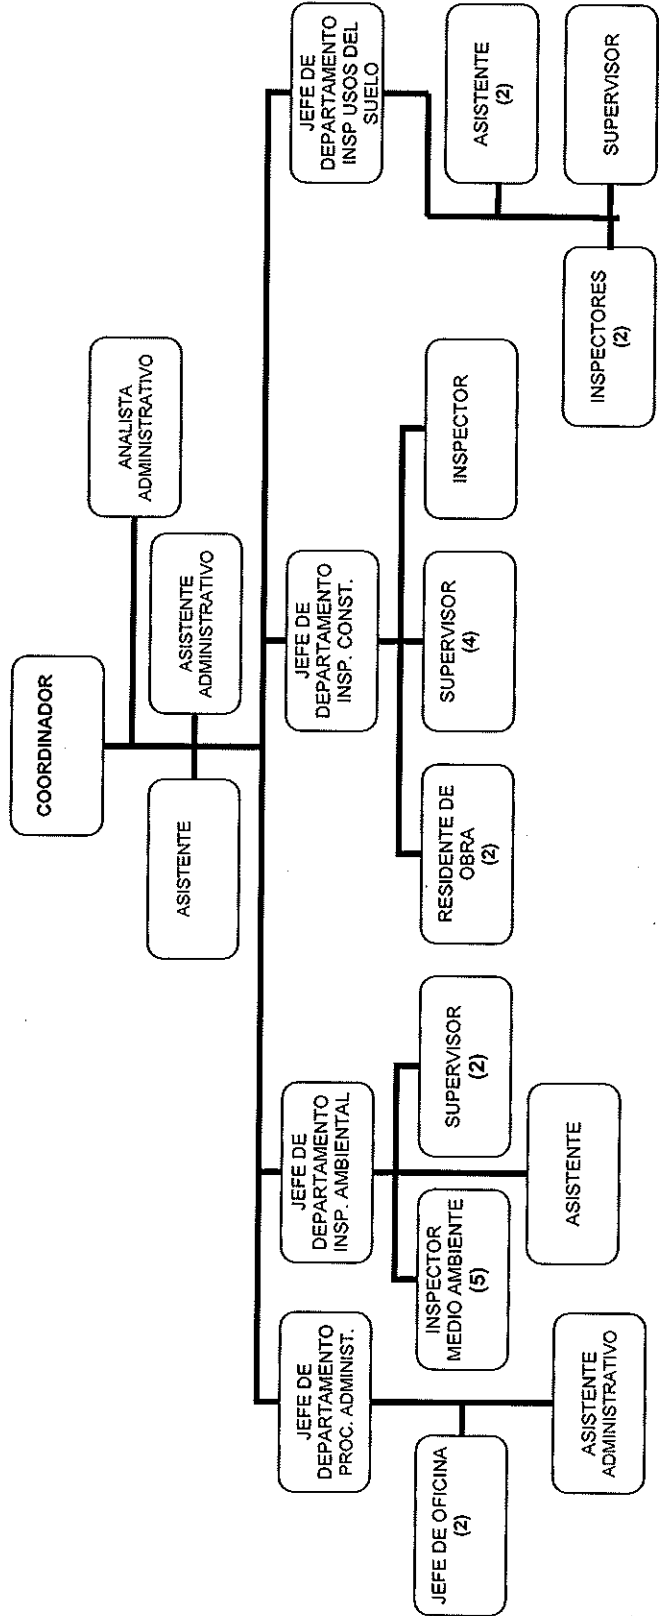 COORDINADOR
ANALISTA
ADMINISTRATIVO
ASISTENTE
ASISTENTE
ADMINISTRATIVO
JEFE DE
DEPARTAMENTO
PROC. ADMINIST.
JEFE DE
DEPARTAMENTO
INSP. AMBIENTAL
JEFE DE
DEPARTAMENTO
INSP. CONST.
JEFE DE
DEPARTAMENTO
INSP USOS DEL
SUELO
JEFE DE OFICINA
(2)
ASISTENTE
ADMINISTRATIVO
INSPECTOR
MEDIO AMBIENTE
(5)
SUPERVISOR
(2)
ASISTENTE
RESIDENTE DE
OBRA
(2)
SUPERVISOR
(4)
INSPECTOR
ASISTENTE
(2)
INSPECTORES
(2)
SUPERVISOR